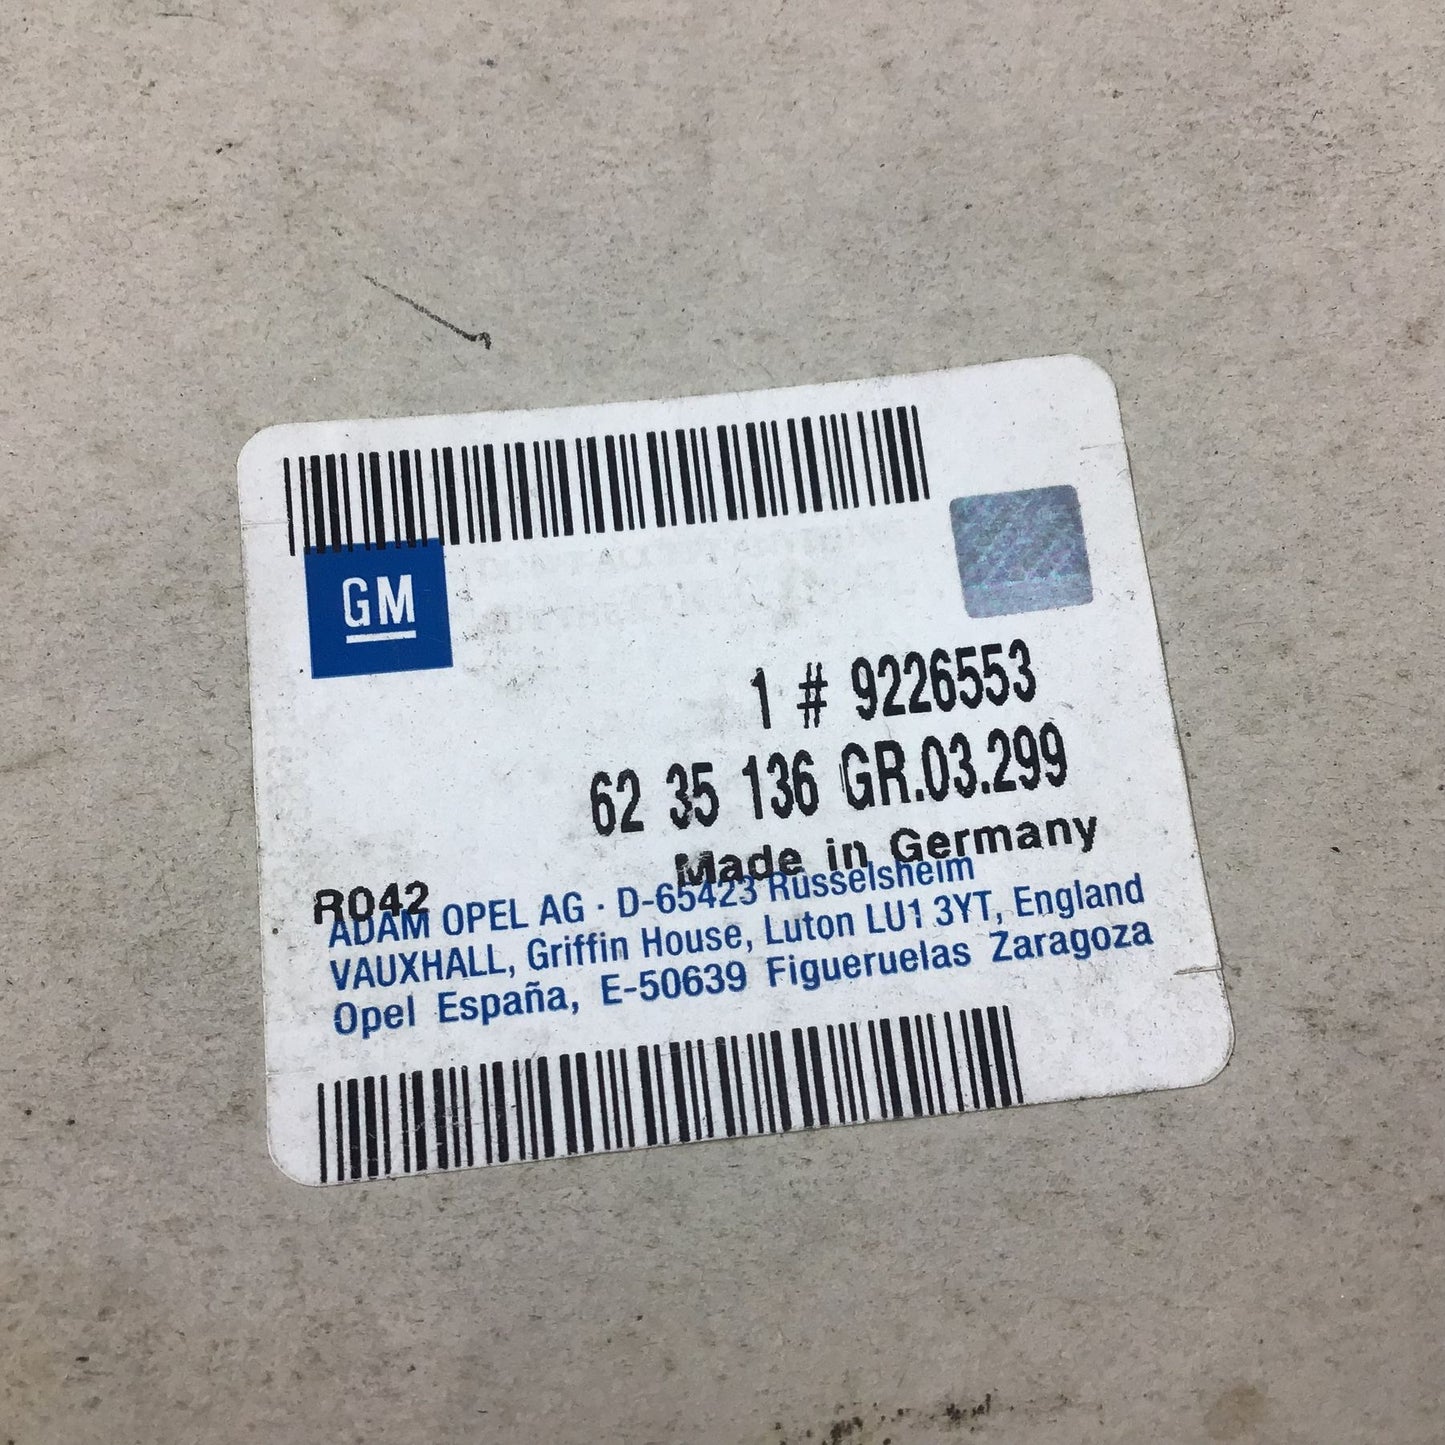 GM
1 # 9226553
62 35 136 GR.03.299
Made in Germany
R042
ADAM OPEL AG · D-65423 Rüsselsheim
VAUXHALL, Griffin House, Luton LU1 3YT, England
Opel España, E-50639 Figueruelas Zaragoza